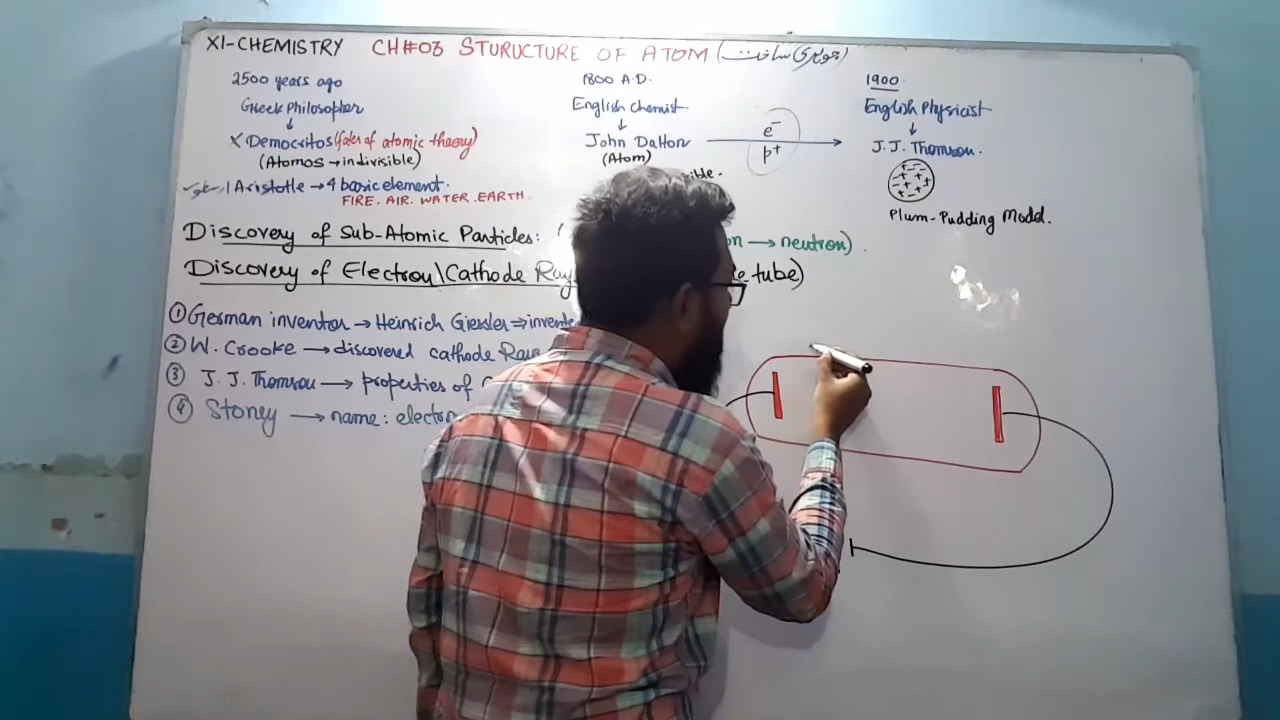 XI-CHEMISTRY CH#03 STURUCTURE OF ATOM (جوہری ساخت)
2500 years ago
Greek Philosopher
↓
X Democritos (father of atomic theory)
(Atomos → indivisible)
Aristotle → 4 basic element.
FIRE. AIR. WATER. EARTH.
1800 A.D.
English chemist.
↓
John Dalton
(Atom)
e⁻
p⁺
1900.
English Physicist
↓
J.J. Thomson.
Plum-Pudding Model.
Discovery of Sub-Atomic Particles: → neutron).
Discovery of Electron\Cathode Ray tube)
① German inventor → Heinrich Giessler ⇒
② W. Crooke → discovered cathode Ray
③ J.J. Thomson → properties of
④ Stoney → name: electro